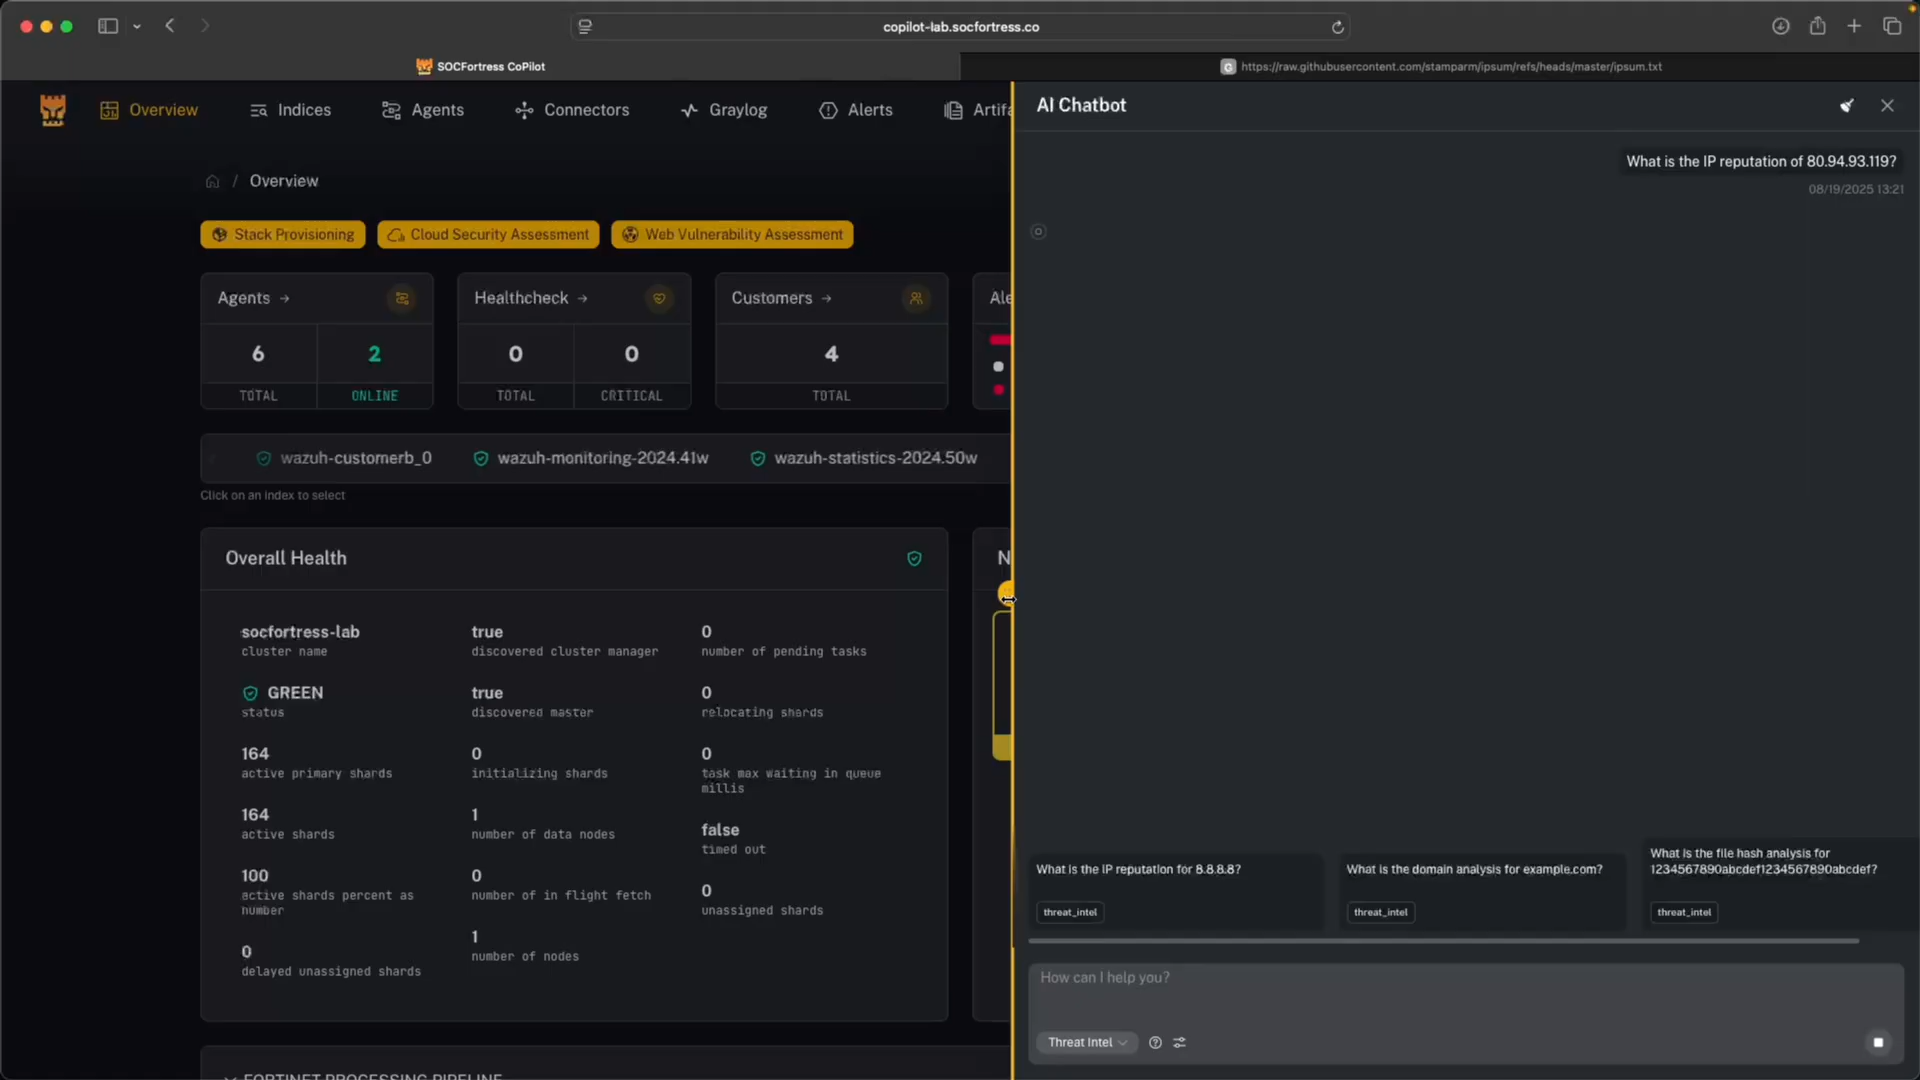 copilot-lab.socfortress.co
SOCFortress CoPilot
https://raw.githubusercontent.com/stamparm/ipsum/refs/heads/master/ipsum.txt
Overview
Indices
Agents
Connectors
Graylog
Alerts
Artifa
/ Overview
Stack Provisioning
Cloud Security Assessment
Web Vulnerability Assessment
Agents →
6
TOTAL
2
ONLINE
Healthcheck →
0
TOTAL
0
CRITICAL
Customers →
4
TOTAL
Ale
wazuh-customerb_0
wazuh-monitoring-2024.41w
wazuh-statistics-2024.50w
Click on an index to select
Overall Health
socfortress-lab
cluster name
GREEN
status
164
active primary shards
164
active shards
100
active shards percent as
number
0
delayed unassigned shards
true
discovered cluster manager
true
discovered master
0
initializing shards
1
number of data nodes
0
number of in flight fetch
1
number of nodes
0
number of pending tasks
0
relocating shards
0
task max waiting in queue
millis
false
timed out
0
unassigned shards
N
FORTINET PROCESSING PIPELINE
AI Chatbot
What is the IP reputation of 80.94.93.119?
08/19/2025 13:21
What is the IP reputation for 8.8.8.8?
threat_intel
What is the domain analysis for example.com?
threat_intel
What is the file hash analysis for
1234567890abcdef1234567890abcdef?
threat_intel
How can I help you?
Threat Intel